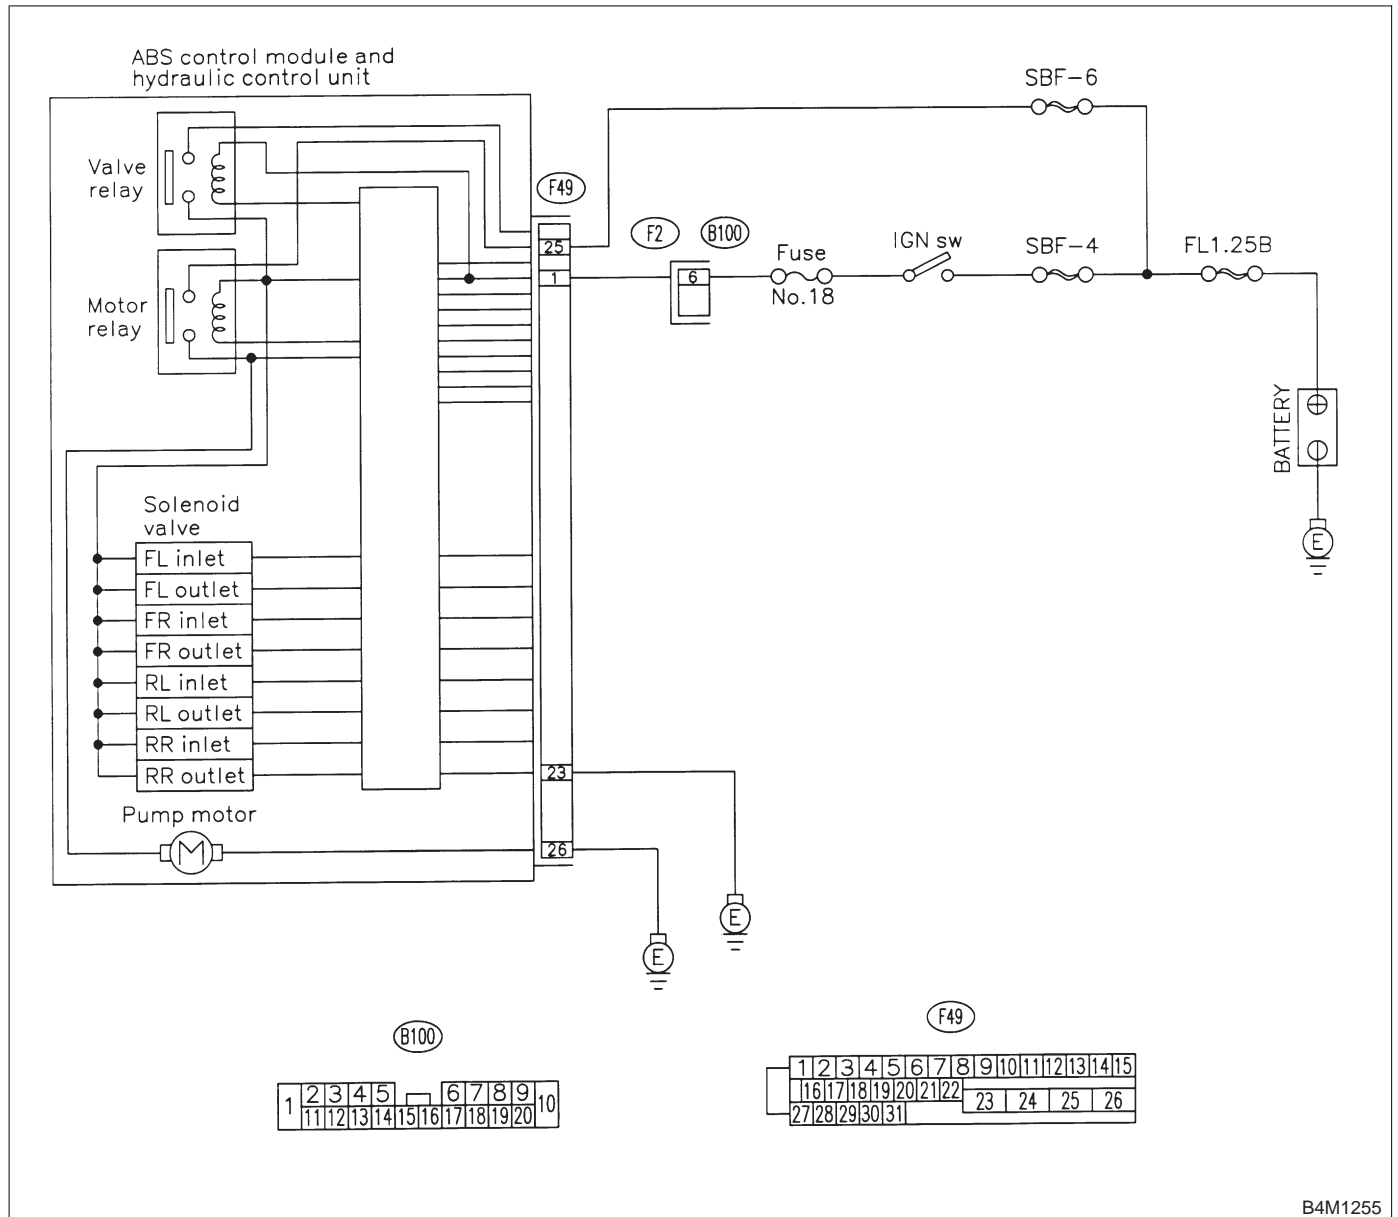 ABS control module and
hydraulic control unit
SBF-6
Valve
relay
F49
F2
B100
25
Fuse
IGN sw
SBF-4
FL1.25B
1
6
No.18
Motor
relay
BATTERY
Solenoid
valve
E
FL inlet
FL outlet
FR inlet
FR outlet
RL inlet
RL outlet
RR inlet
RR outlet
23
Pump motor
M
26
E
E
B100
F49
1 2 3 4 5 6 7 8 9 10
11 12 13 14 15 16 17 18 19 20
1 2 3 4 5 6 7 8 9 10 11 12 13 14 15
16 17 18 19 20 21 22 23 24 25 26
27 28 29 30 31
B4M1255